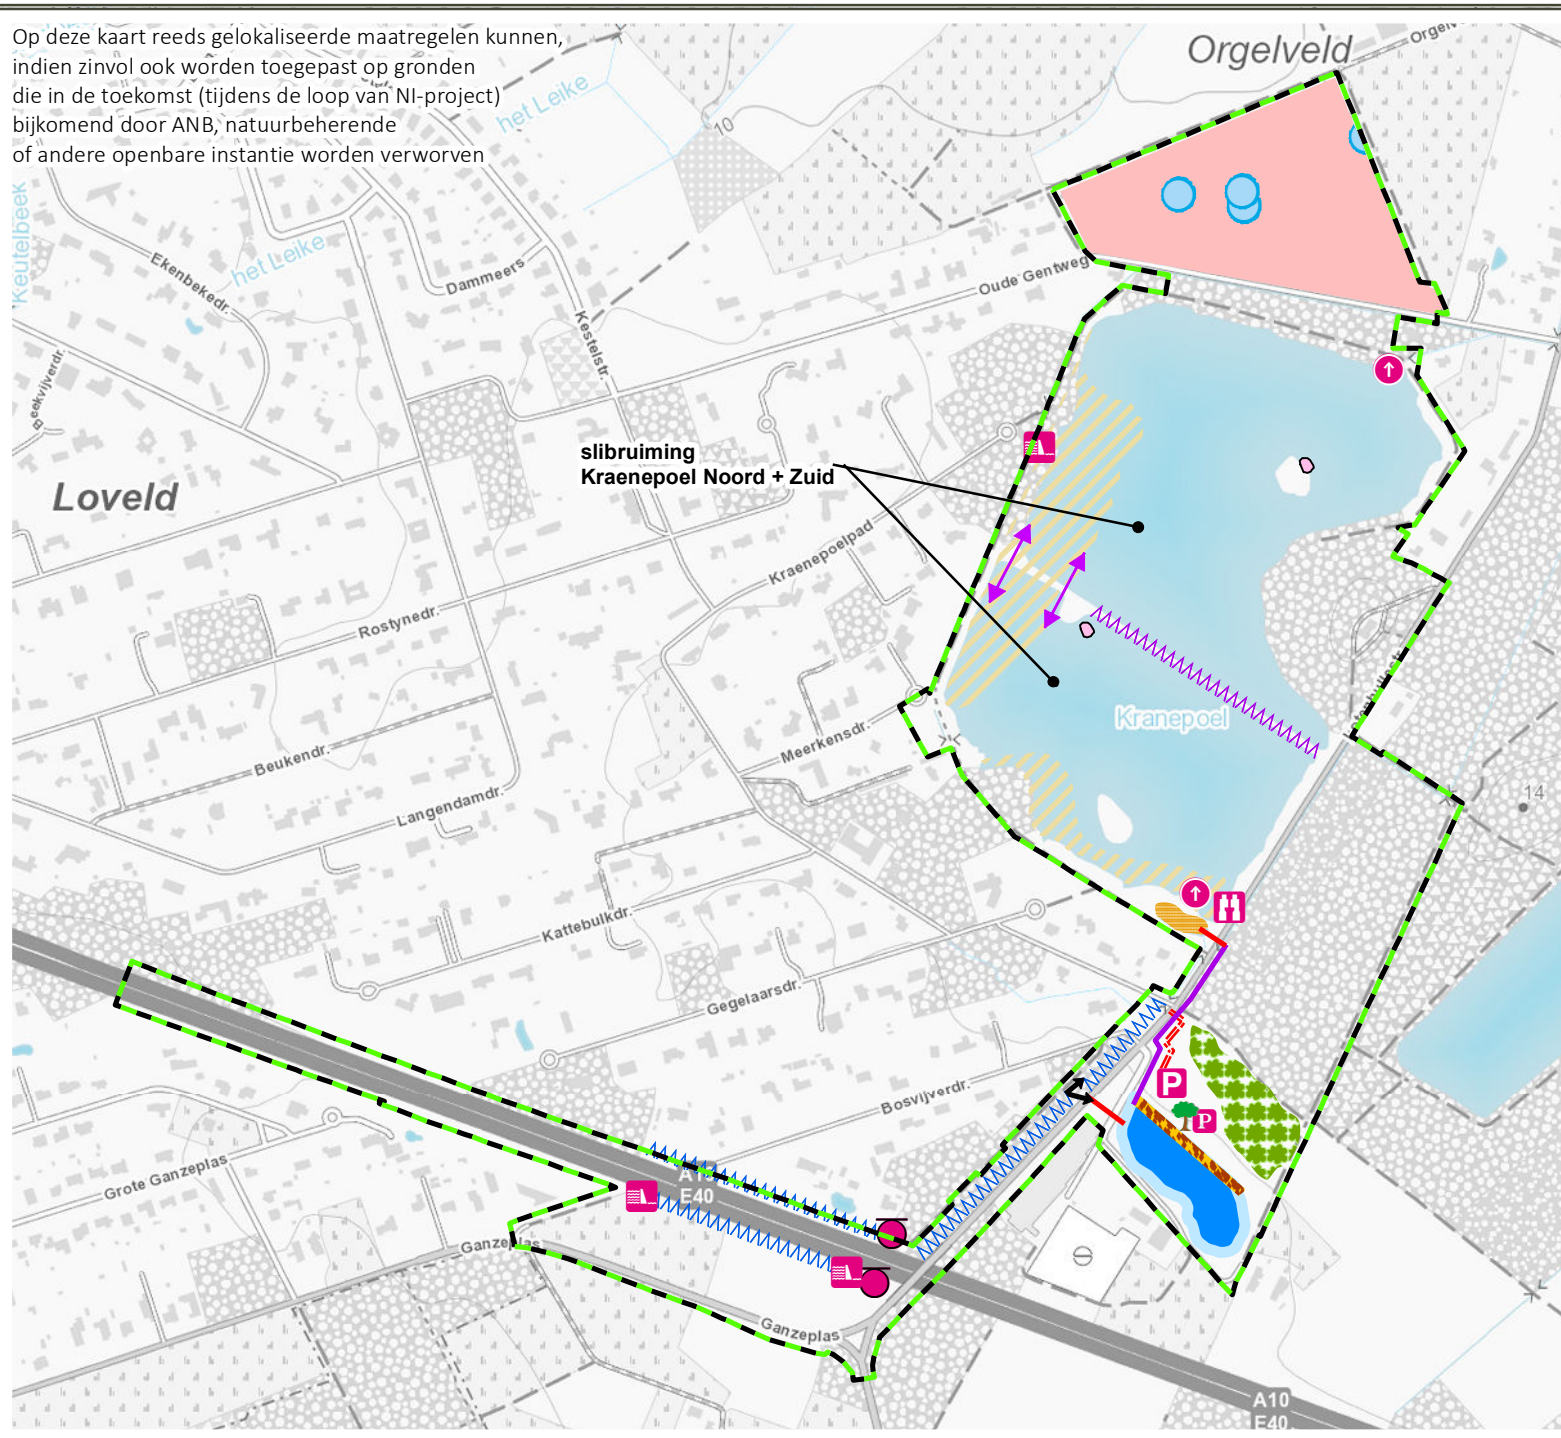 Op deze kaart reeds gelokaliseerde maatregelen kunnen,
indien zinvol ook worden toegepast op gronden
die in de toekomst (tijdens de loop van NI-project)
bijkomend door ANB, natuurbeherende
of andere openbare instantie worden verworven
Orgelveld
het Leike
10
Keutelbeek
Ekenbekedr.
het Leike
Dammeers
Oude Gentweg
Kestelstr.
slibruiming
Kraenepoel Noord + Zuid
Loveld
Kraenepoelpad
Rostynedr.
Kranepoel
Meerkensdr.
Beukendr.
Langendamdr.
14
Kattebulkdr.
Gegelaarsdr.
Bosvijverdr.
P
P
Grote Ganzeplas
E40
Ganzeplas
Ganzeplas
A10
E40